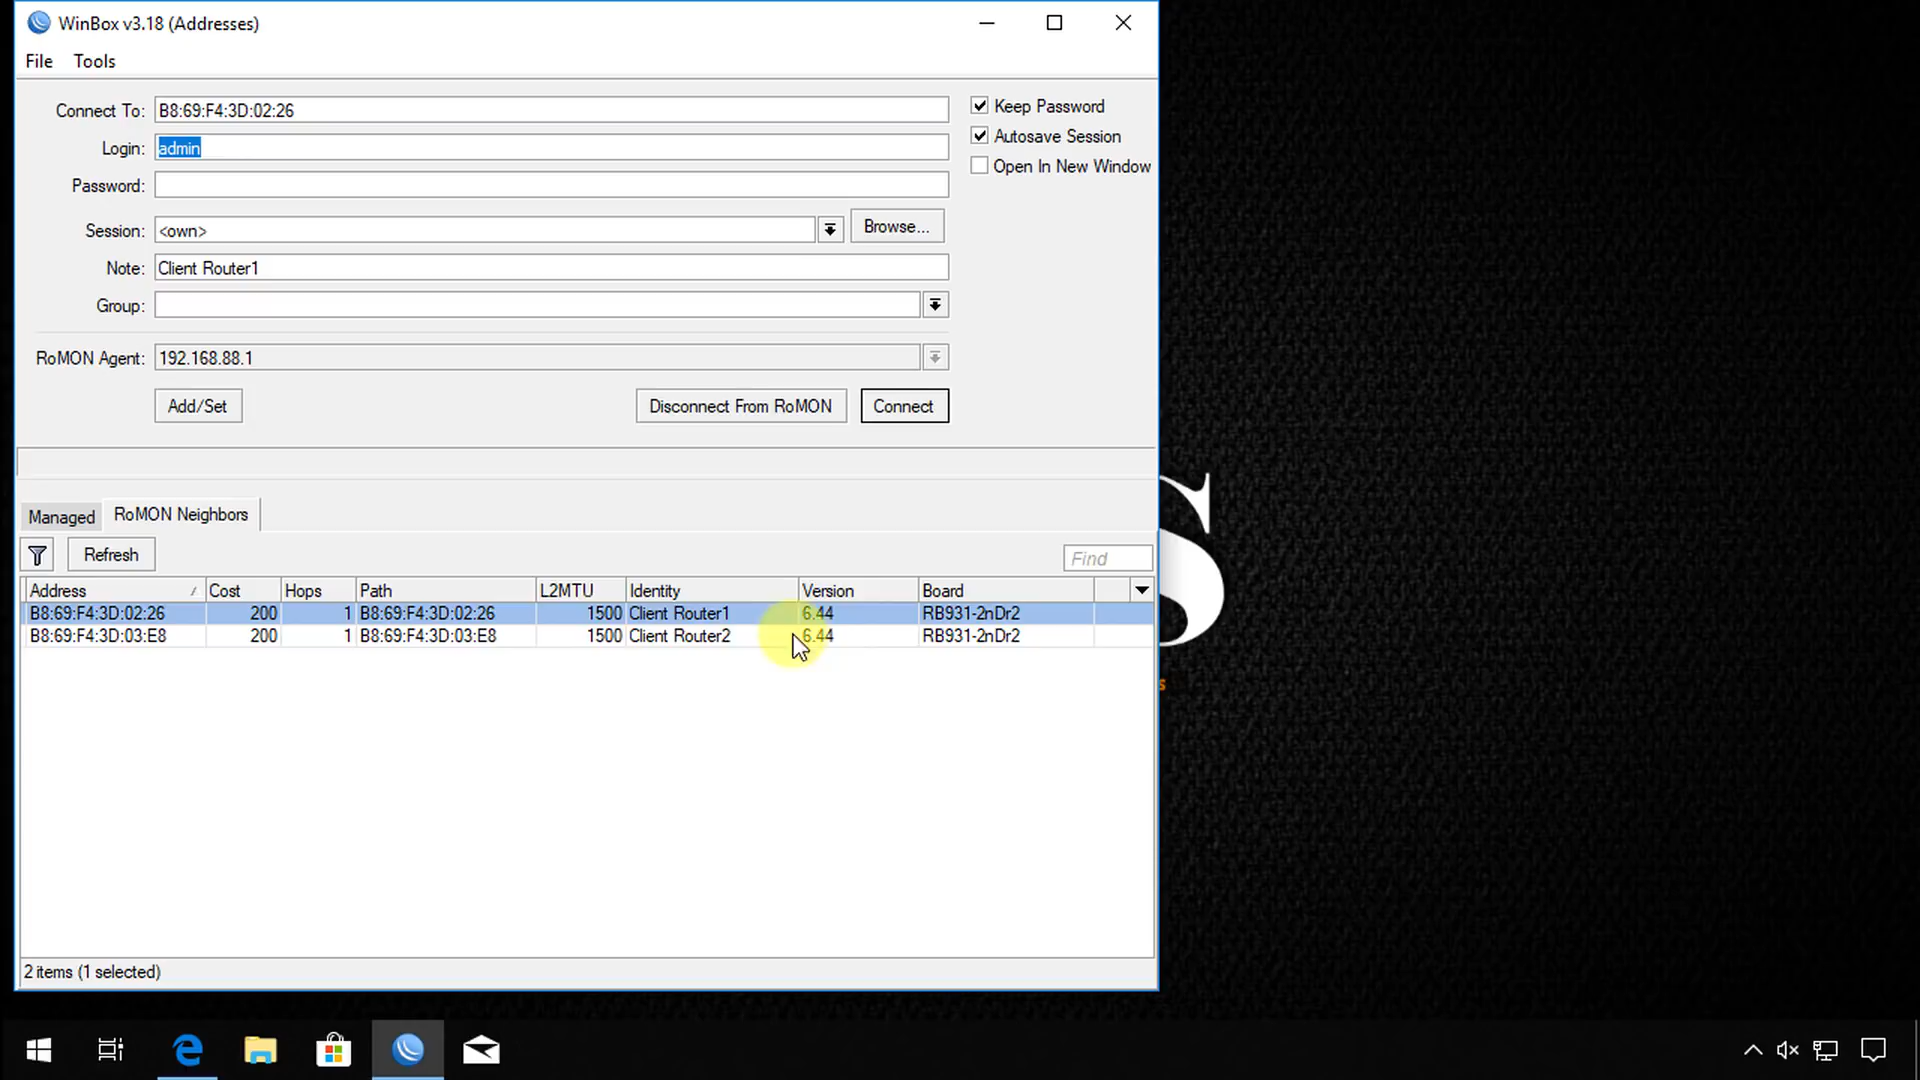 WinBox v3.18 (Addresses)
File Tools
Connect To: B8:69:F4:3D:02:26
Keep Password
Login: admin
Autosave Session
Open In New Window
Password:
Session: <own> Browse...
Note: Client Router1
Group:
RoMON Agent: 192.168.88.1
Add/Set Disconnect From RoMON Connect
Managed RoMON Neighbors
Refresh Find
Address Cost Hops Path L2MTU Identity Version Board
B8:69:F4:3D:02:26 200 1 B8:69:F4:3D:02:26 1500 Client Router1 6.44 RB931-2nDr2
B8:69:F4:3D:03:E8 200 1 B8:69:F4:3D:03:E8 1500 Client Router2 6.44 RB931-2nDr2
S
s
2 items (1 selected)